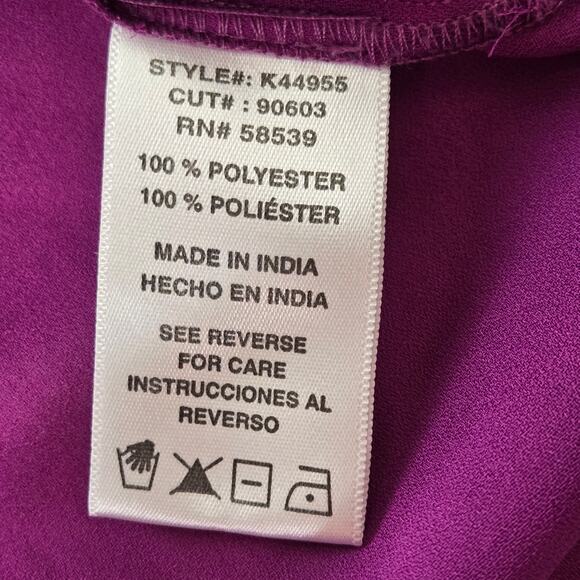 STYLE#: K44955
CUT# : 90603
RN# 58539
100 % POLYESTER
100 % POLIÉSTER
MADE IN INDIA
HECHO EN INDIA
SEE REVERSE
FOR CARE
INSTRUCCIONES AL
REVERSO